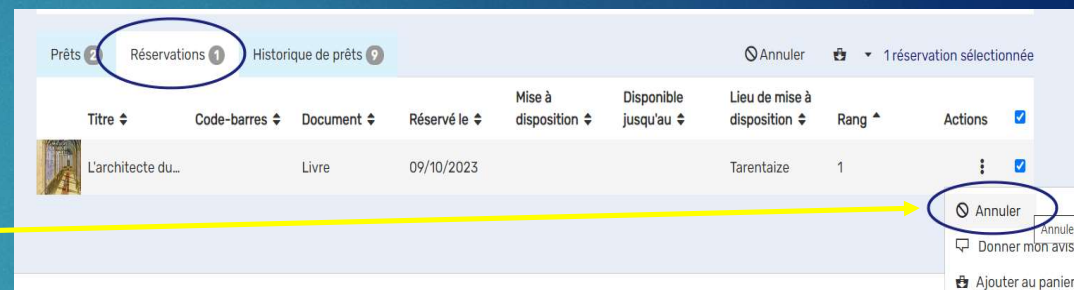 Prêts 2 Réservations 1 Historique de prêts 9 Annuler 1 réservation sélectionnée
Titre Code-barres Document Réservé le Mise à disposition Disponible jusqu'au Lieu de mise à disposition Rang Actions
L'architecte du... Livre 09/10/2023 Tarentaize 1
Annuler
Annule
Donner mon avis
Ajouter au panier